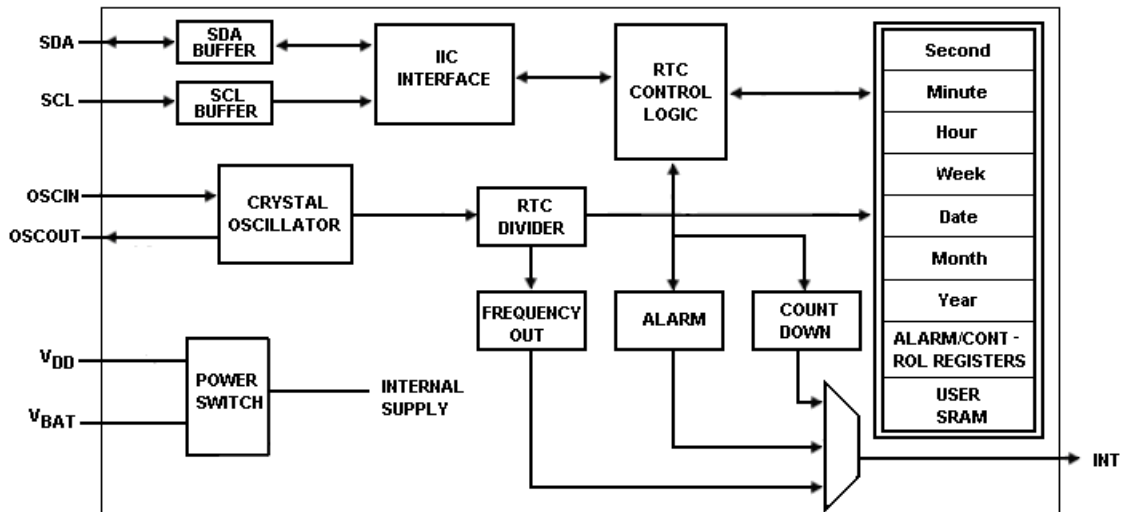 SDA
SDA
BUFFER
IIC
INTERFACE
RTC
CONTROL
LOGIC
SCL
SCL
BUFFER
Second
Minute
Hour
Week
Date
Month
Year
ALARM/CONT -
ROL REGISTERS
USER
SRAM
OSCIN
OSCOUT
CRYSTAL
OSCILLATOR
RTC
DIVIDER
FREQUENCY
OUT
ALARM
COUNT
DOWN
VDD
VBAT
POWER
SWITCH
INTERNAL
SUPPLY
INT